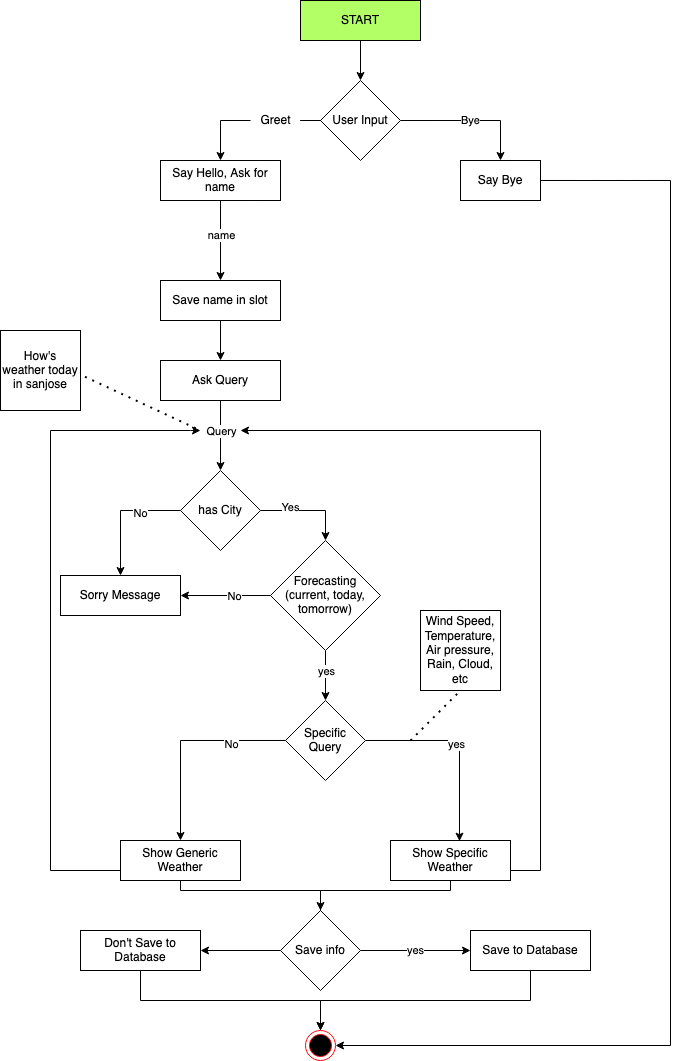 START
User Input
Greet
Bye
Say Hello, Ask for
name
Say Bye
name
Save name in slot
How's
weather today
in sanjose
Ask Query
Query
has City
No
Yes
Sorry Message
No
Forecasting
(current, today,
tomorrow)
Wind Speed,
Temperature,
Air pressure,
Rain, Cloud,
etc
yes
Specific
Query
No
yes
Show Generic
Weather
Show Specific
Weather
Don't Save to
Database
Save info
yes
Save to Database